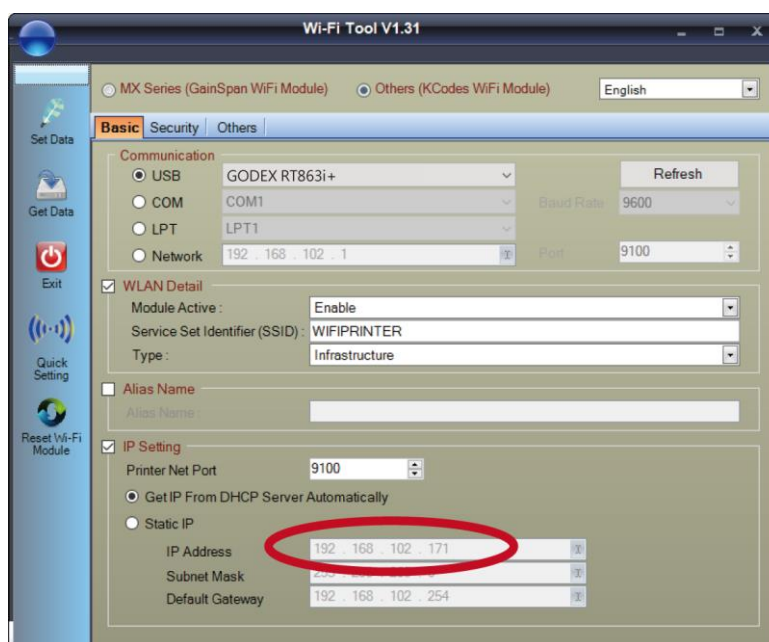 Wi-Fi Tool V1.31
MX Series (GainSpan WiFi Module) Others (KCodes WiFi Module) English
Set Data
Get Data
Exit
Quick
Setting
Reset Wi-Fi
Module
Basic Security Others
Communication
USB GODEX RT863i+ Refresh
COM COM1 Baud Rate 9600
LPT LPT1
Network 192 . 168 . 102 . 1 Port 9100
WLAN Detail
Module Active : Enable
Service Set Identifier (SSID) : WIFIPRINTER
Type : Infrastructure
Alias Name
Alias Name :
IP Setting
Printer Net Port 9100
Get IP From DHCP Server Automatically
Static IP
IP Address 192 . 168 . 102 . 171
Subnet Mask
Default Gateway 192 . 168 . 102 . 254